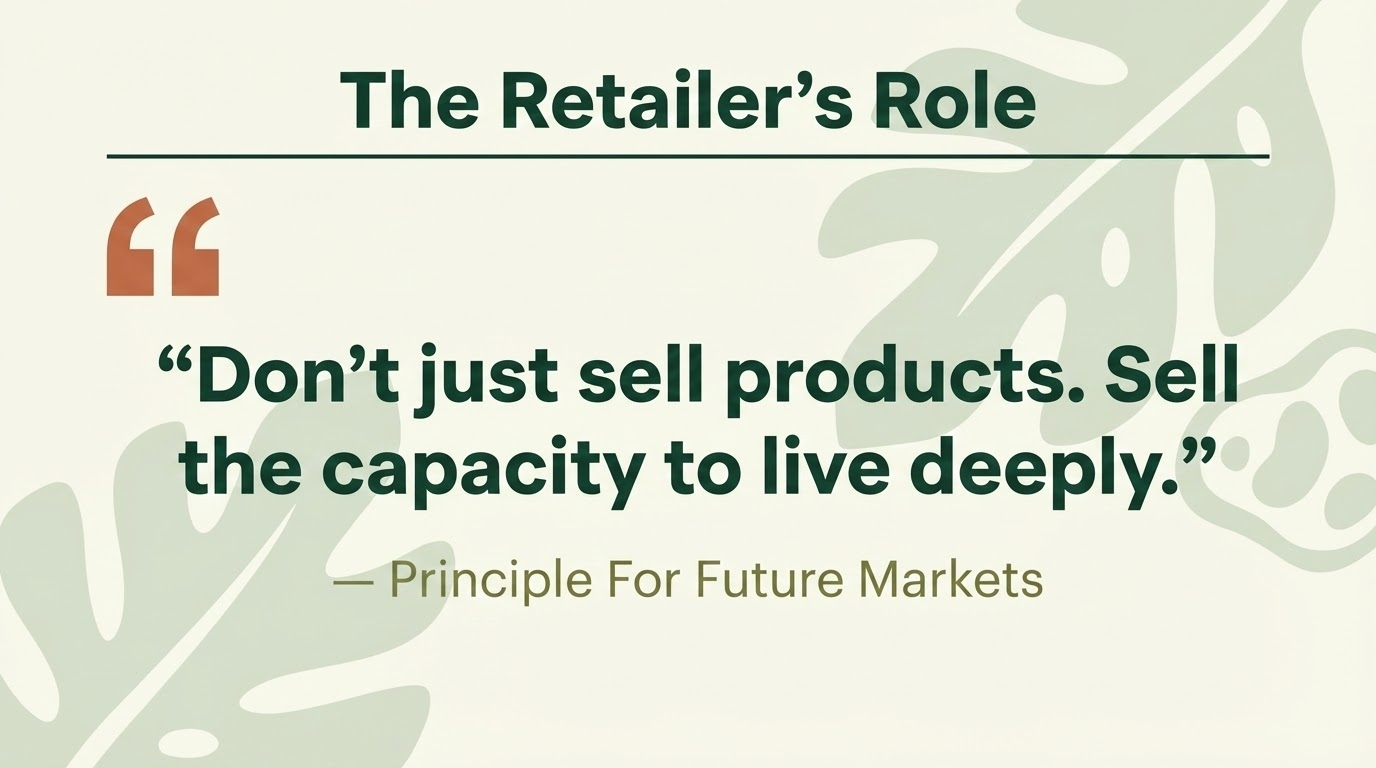 The Retailer’s Role
“
“Don’t just sell products. Sell
the capacity to live deeply.”
— Principle For Future Markets